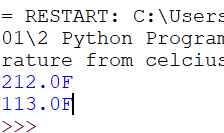 = RESTART: C:\Users
01\2 Python Program
rature from celcius
212.0F
113.0F
>>>